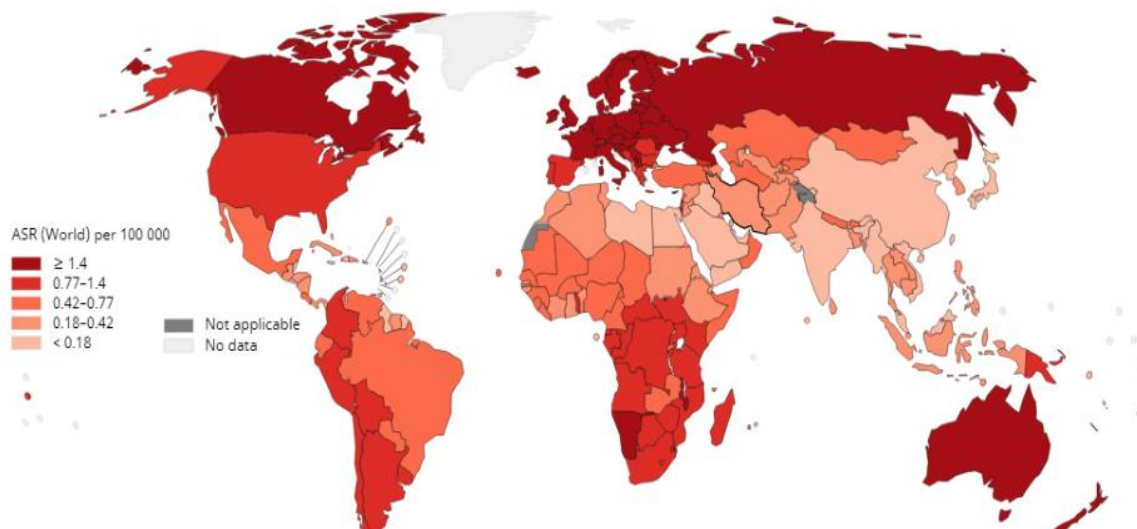 ASR (World) per 100 000
≥ 1.4
0.77–1.4
0.42–0.77
0.18–0.42
< 0.18
Not applicable
No data